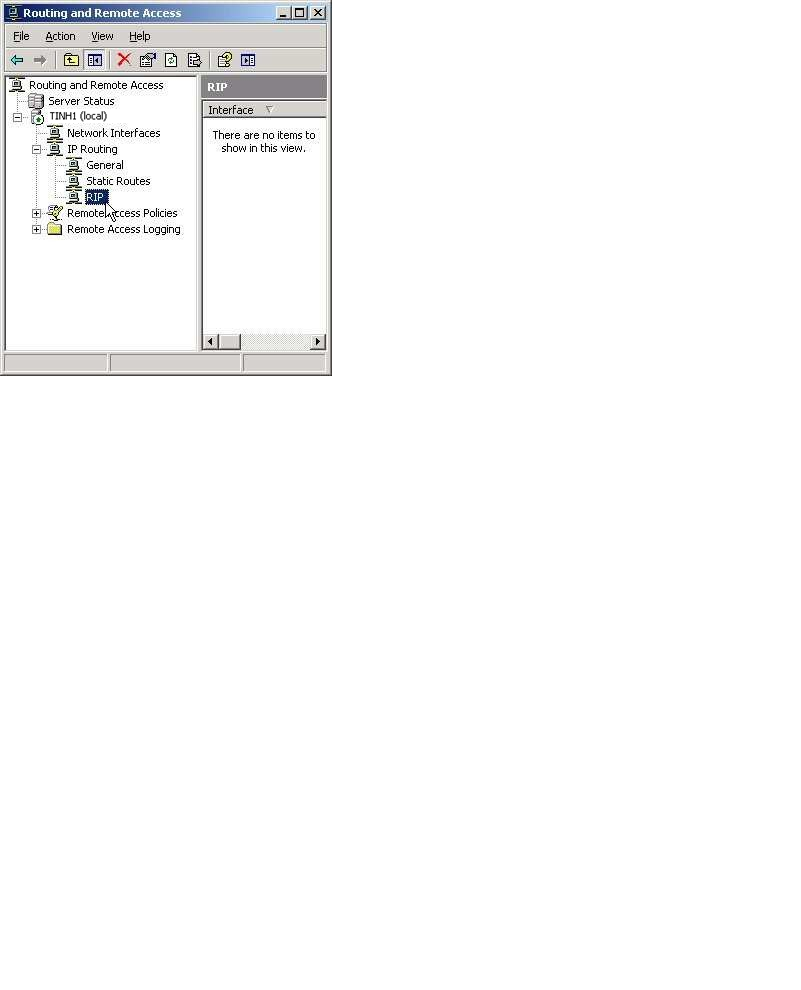 Routing and Remote Access
File Action View Help
Routing and Remote Access
Server Status
TINH1 (local)
Network Interfaces
IP Routing
General
Static Routes
RIP
Remote Access Policies
Remote Access Logging
RIP
Interface
There are no items to
show in this view.